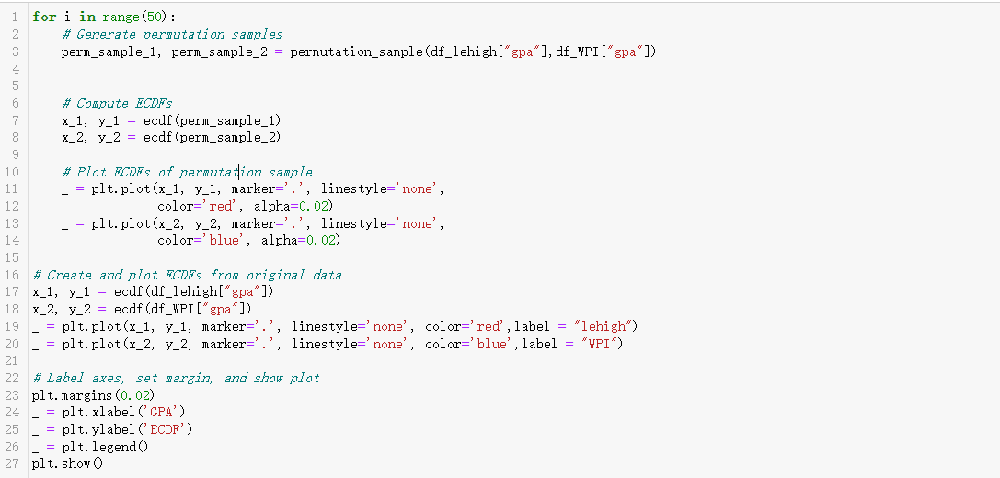 1 for i in range(50):
2     # Generate permutation samples
3     perm_sample_1, perm_sample_2 = permutation_sample(df_lehigh["gpa"],df_WPI["gpa"])
4
5
6     # Compute ECDFs
7     x_1, y_1 = ecdf(perm_sample_1)
8     x_2, y_2 = ecdf(perm_sample_2)
9
10     # Plot ECDFs of permutation sample
11     _ = plt.plot(x_1, y_1, marker='.', linestyle='none',
12                  color='red', alpha=0.02)
13     _ = plt.plot(x_2, y_2, marker='.', linestyle='none',
14                  color='blue', alpha=0.02)
15
16 # Create and plot ECDFs from original data
17 x_1, y_1 = ecdf(df_lehigh["gpa"])
18 x_2, y_2 = ecdf(df_WPI["gpa"])
19 _ = plt.plot(x_1, y_1, marker='.', linestyle='none', color='red',label = "lehigh")
20 _ = plt.plot(x_2, y_2, marker='.', linestyle='none', color='blue',label = "WPI")
21
22 # Label axes, set margin, and show plot
23 plt.margins(0.02)
24 _ = plt.xlabel('GPA')
25 _ = plt.ylabel('ECDF')
26 _ = plt.legend()
27 plt.show()